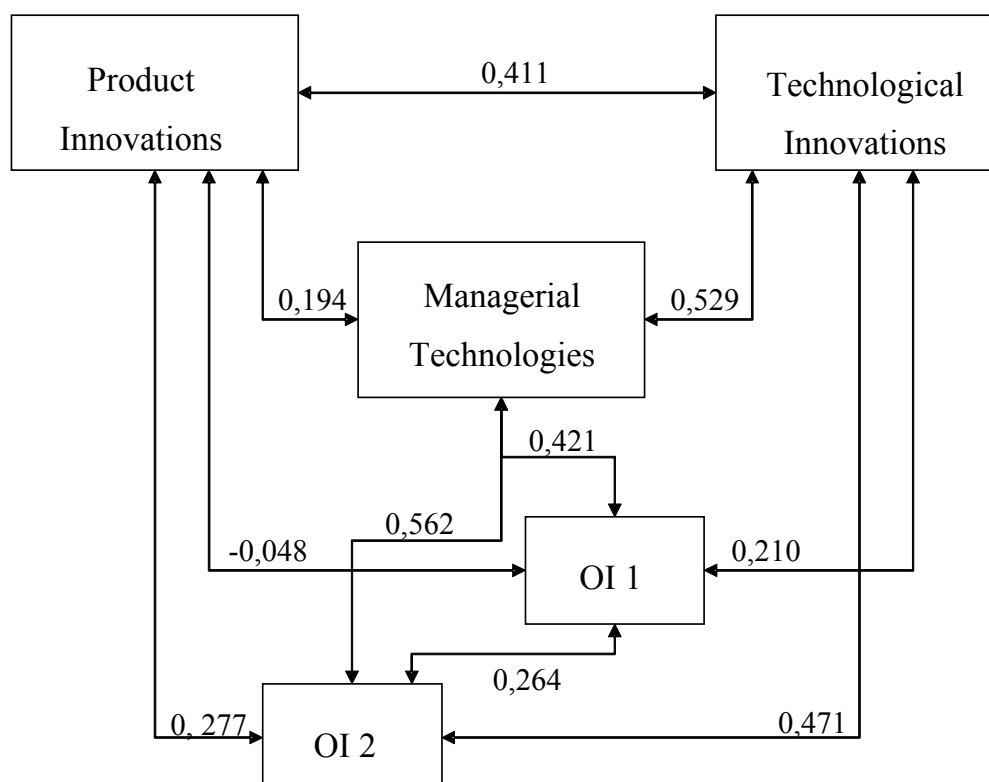 Product
Innovations
0,411
Technological
Innovations
0,194
Managerial
Technologies
0,529
0,421
0,562
-0,048
OI 1
0,210
0,264
0, 277
OI 2
0,471